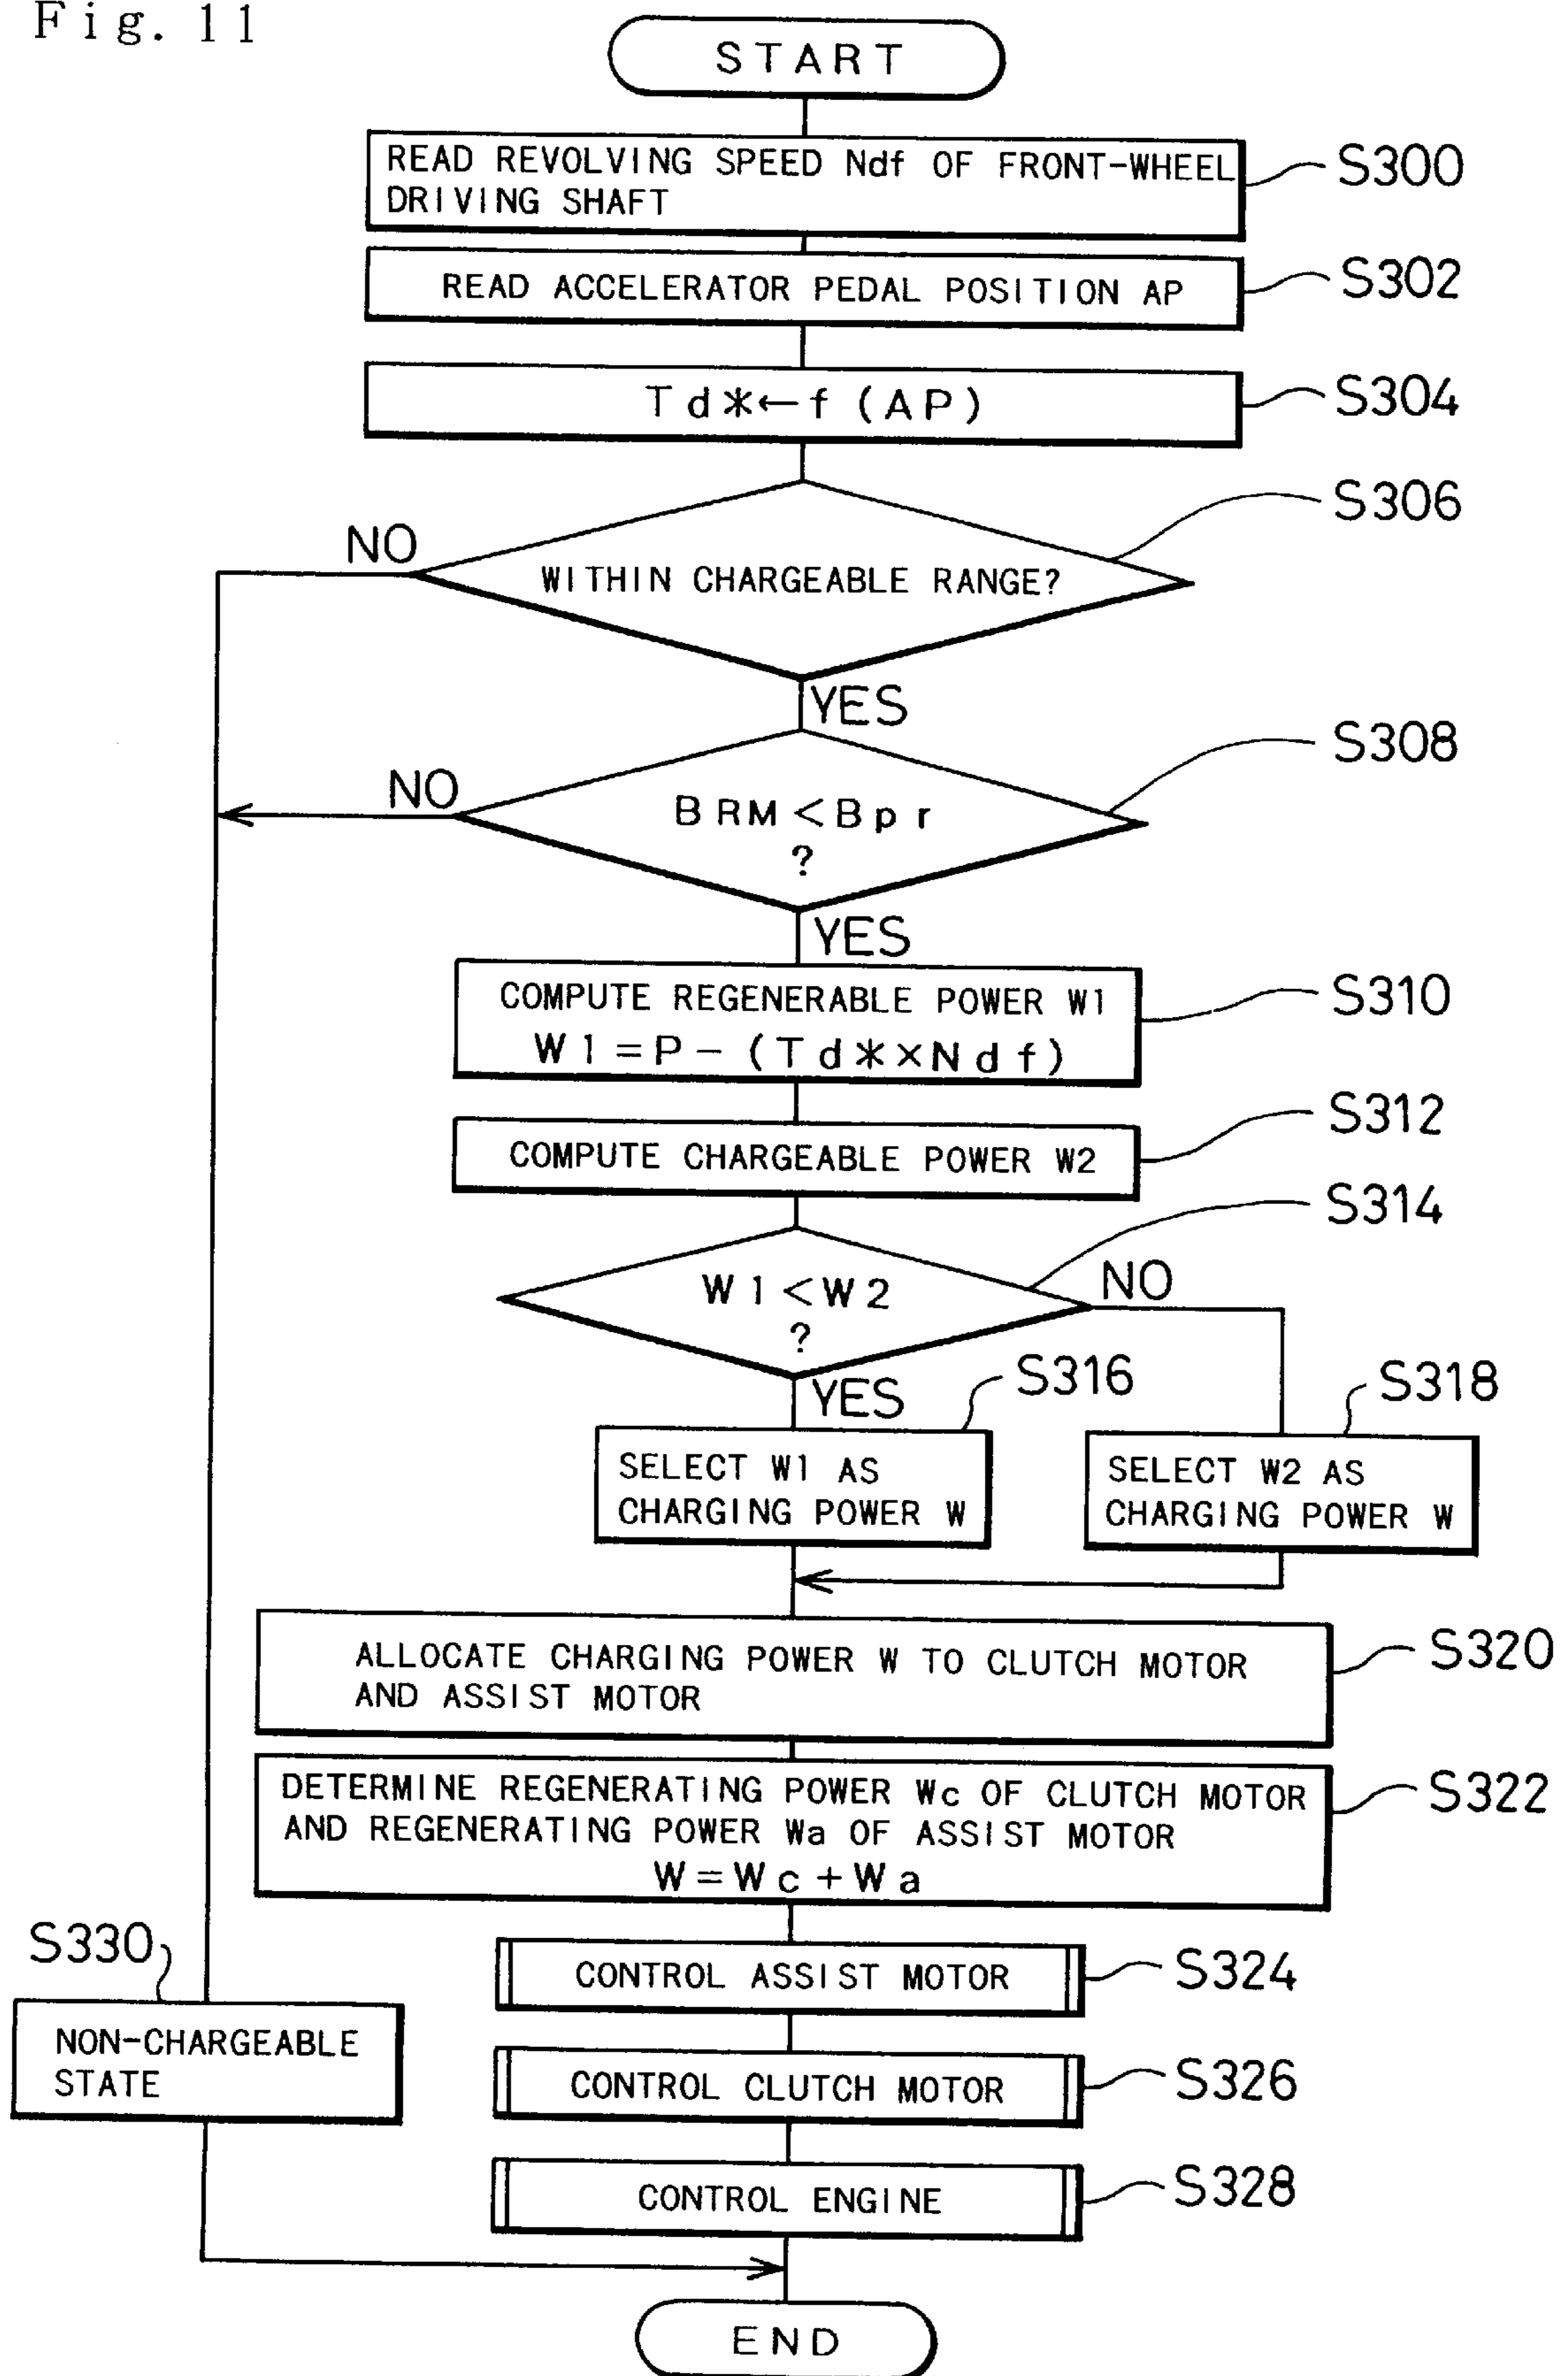 Fig. 11
START
READ REVOLVING SPEED Ndf OF FRONT-WHEEL
DRIVING SHAFT
S300
READ ACCELERATOR PEDAL POSITION AP
S302
Td*←f (AP)
S304
S306
NO
WITHIN CHARGEABLE RANGE?
YES
S308
NO
BRM<Bpr
?
YES
COMPUTE REGENERABLE POWER W1
W1=P-(Td*×Ndf)
S310
COMPUTE CHARGEABLE POWER W2
S312
S314
W1<W2
?
NO
YES
S316
S318
SELECT W1 AS
CHARGING POWER W
SELECT W2 AS
CHARGING POWER W
ALLOCATE CHARGING POWER W TO CLUTCH MOTOR
AND ASSIST MOTOR
S320
DETERMINE REGENERATING POWER Wc OF CLUTCH MOTOR
AND REGENERATING POWER Wa OF ASSIST MOTOR
W=Wc+Wa
S322
S330
CONTROL ASSIST MOTOR
S324
NON-CHARGEABLE
STATE
CONTROL CLUTCH MOTOR
S326
CONTROL ENGINE
S328
END